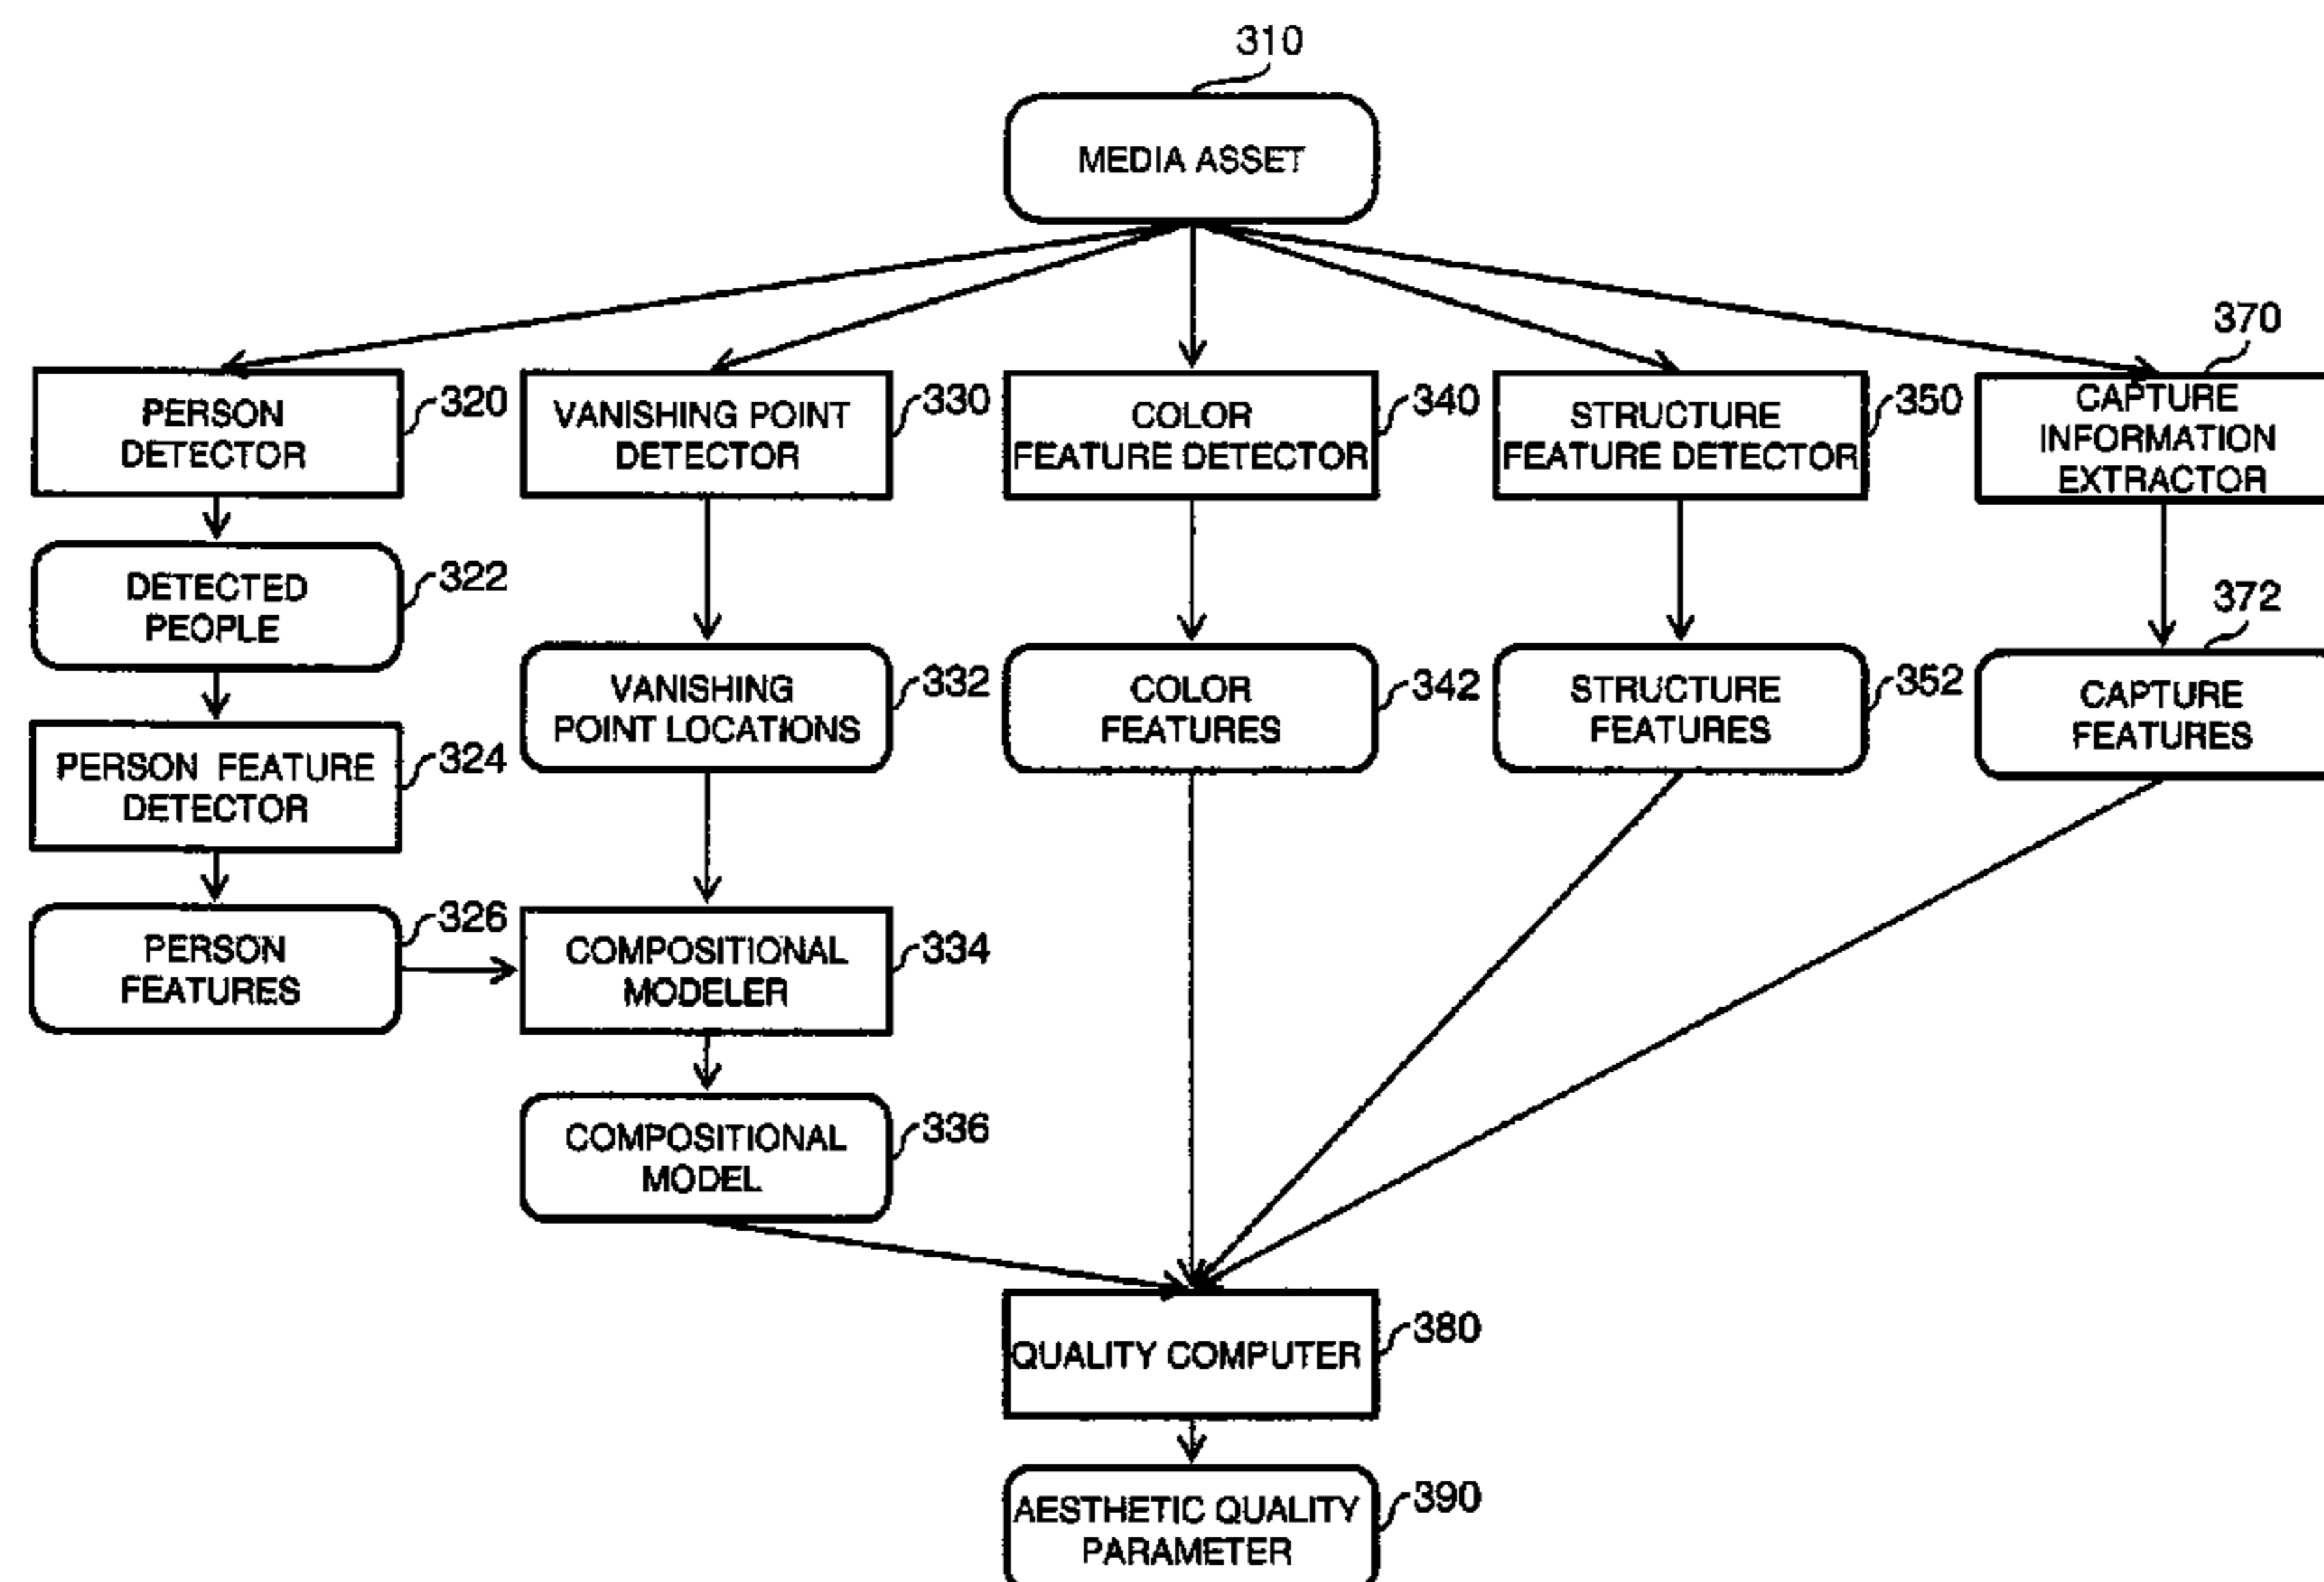 310
MEDIA ASSET
370
PERSON
DETECTOR
320
VANISHING POINT
DETECTOR
330
COLOR
FEATURE DETECTOR
340
STRUCTURE
FEATURE DETECTOR
350
CAPTURE
INFORMATION
EXTRACTOR
DETECTED
PEOPLE
322
372
VANISHING
POINT LOCATIONS
332
COLOR
FEATURES
342
STRUCTURE
FEATURES
352
CAPTURE
FEATURES
PERSON FEATURE
DETECTOR
324
PERSON
FEATURES
326
COMPOSITIONAL
MODELER
334
COMPOSITIONAL
MODEL
336
QUALITY COMPUTER
380
AESTHETIC QUALITY
PARAMETER
390